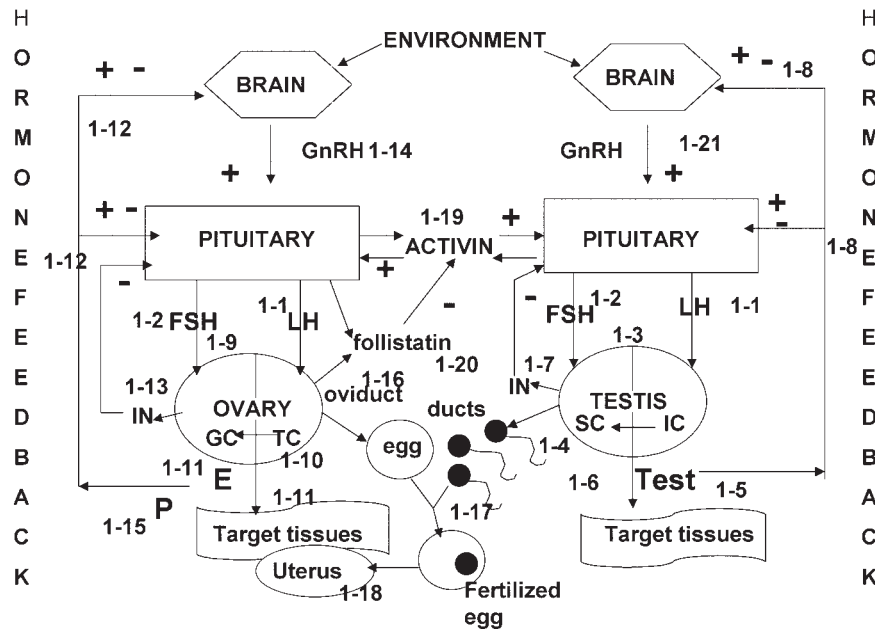 HORMONE FEEDBACK
HORMONE FEEDBACK
ENVIRONMENT
+ -
BRAIN
BRAIN
+ -
1-8
1-12
GnRH 1-14
+
GnRH
1-21
+
+ -
PITUITARY
1-19
ACTIVIN
+
+
PITUITARY
+
-
1-12
1-8
-
1-2
FSH
1-1
LH
-
-
FSH
1-2
LH
1-1
1-9
follistatin
1-20
1-3
1-13
IN
OVARY
GC
TC
oviduct
1-16
ducts
1-7
IN
TESTIS
SC
IC
egg
1-4
1-11
E
1-10
P
1-15
1-11
1-17
1-6
Test
1-5
Target tissues
Target tissues
Uterus
1-18
Fertilized
egg